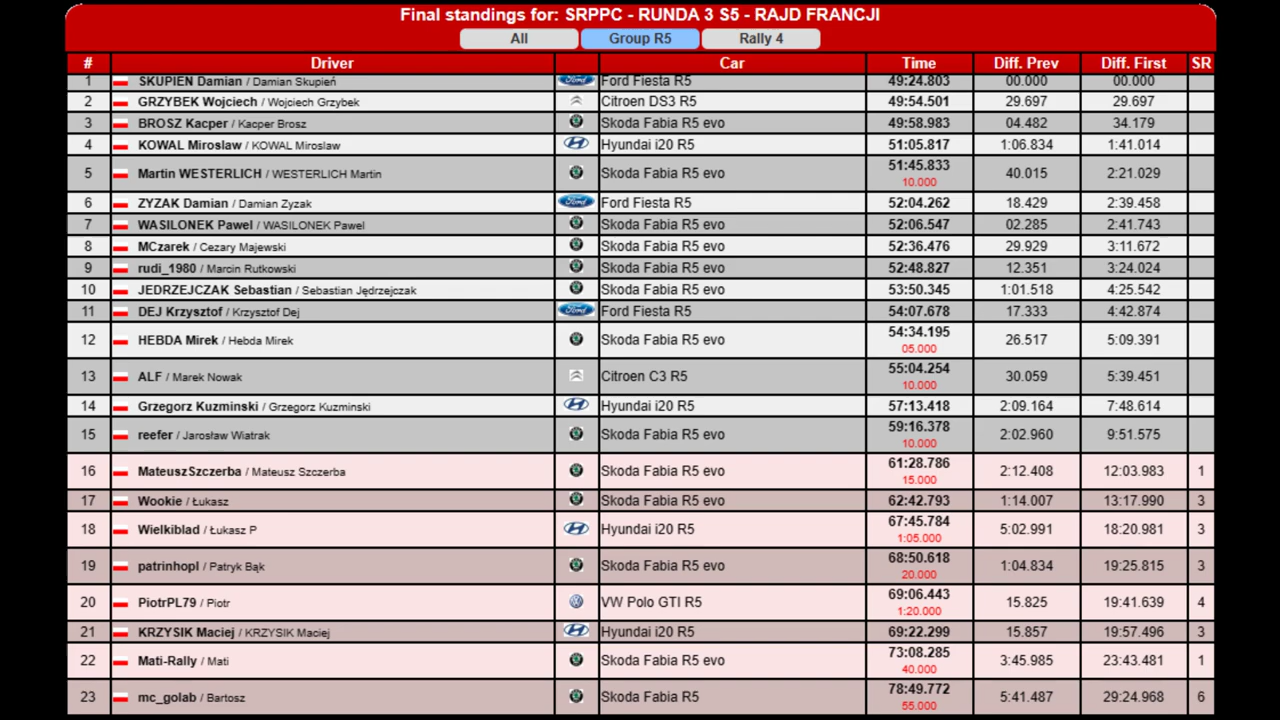 Final standings for: SRPPC - RUNDA 3 S5 - RAJD FRANCJI
All Group R5 Rally 4
# Driver Car Time Diff. Prev Diff. First SR
1 SKUPIEN Damian / Damian Skupień Ford Ford Fiesta R5 49:24.803 00.000 00.000
2 GRZYBEK Wojciech / Wojciech Grzybek Citroen DS3 R5 49:54.501 29.697 29.697
3 BROSZ Kacper / Kacper Brosz Skoda Fabia R5 evo 49:58.983 04.482 34.179
4 KOWAL Miroslaw / KOWAL Miroslaw Hyundai i20 R5 51:05.817 1:06.834 1:41.014
5 Martin WESTERLICH / WESTERLICH Martin Skoda Fabia R5 evo 51:45.833 40.015 2:21.029
10.000
6 ZYZAK Damian / Damian Zyzak Ford Ford Fiesta R5 52:04.262 18.429 2:39.458
7 WASILONEK Pawel / WASILONEK Pawel Skoda Fabia R5 evo 52:06.547 02.285 2:41.743
8 MCzarek / Cezary Majewski Skoda Fabia R5 evo 52:36.476 29.929 3:11.672
9 rudi_1980 / Marcin Rutkowski Skoda Fabia R5 evo 52:48.827 12.351 3:24.024
10 JEDRZEJCZAK Sebastian / Sebastian Jędrzejczak Skoda Fabia R5 evo 53:50.345 1:01.518 4:25.542
11 DEJ Krzysztof / Krzysztof Dej Ford Ford Fiesta R5 54:07.678 17.333 4:42.874
12 HEBDA Mirek / Hebda Mirek Skoda Fabia R5 evo 54:34.195 26.517 5:09.391
05.000
13 ALF / Marek Nowak Citroen C3 R5 55:04.254 30.059 5:39.451
10.000
14 Grzegorz Kuzminski / Grzegorz Kuzminski Hyundai i20 R5 57:13.418 2:09.164 7:48.614
15 reefer / Jarosław Wiatrak Skoda Fabia R5 evo 59:16.378 2:02.960 9:51.575
10.000
16 MateuszSzczerba / Mateusz Szczerba Skoda Fabia R5 evo 61:28.786 2:12.408 12:03.983 1
15.000
17 Wookie / Łukasz Skoda Fabia R5 evo 62:42.793 1:14.007 13:17.990 3
18 Wielkiblad / Łukasz P Hyundai i20 R5 67:45.784 5:02.991 18:20.981 3
1:05.000
19 patrinhopl / Patryk Bąk Skoda Fabia R5 evo 68:50.618 1:04.834 19:25.815 3
20.000
20 PiotrPL79 / Piotr VW Polo GTI R5 69:06.443 15.825 19:41.639 4
1:20.000
21 KRZYSIK Maciej / KRZYSIK Maciej Hyundai i20 R5 69:22.299 15.857 19:57.496 3
22 Mati-Rally / Mati Skoda Fabia R5 evo 73:08.285 3:45.985 23:43.481 1
40.000
23 mc_golab / Bartosz Skoda Fabia R5 78:49.772 5:41.487 29:24.968 6
55.000